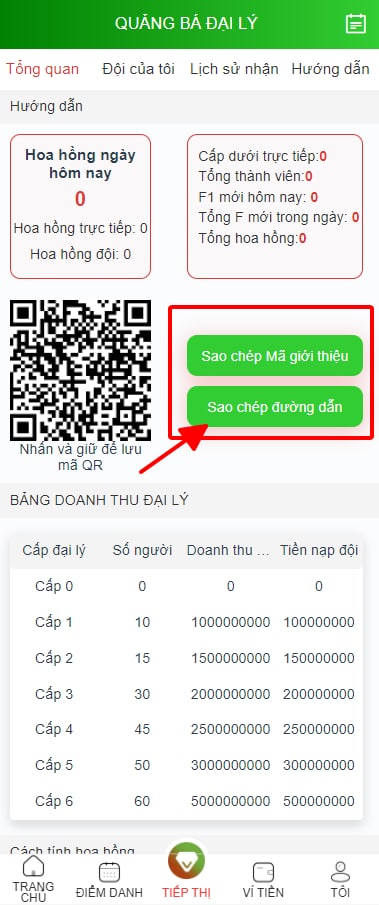 QUẢNG BÁ ĐẠI LÝ
Tổng quan Đội của tôi Lịch sử nhận Hướng dẫn
Hướng dẫn
Hoa hồng ngày
hôm nay
0
Hoa hồng trực tiếp: 0
Hoa hồng đội: 0
Cấp dưới trực tiếp:0
Tổng thành viên:0
F1 mới hôm nay: 0
Tổng F mới trong ngày: 0
Tổng hoa hồng:0
Nhấn và giữ để lưu
mã QR
Sao chép Mã giới thiệu
Sao chép đường dẫn
BẢNG DOANH THU ĐẠI LÝ
Cấp đại lý Số người Doanh thu ... Tiền nạp đội
Cấp 0 0 0 0
Cấp 1 10 1000000000 100000000
Cấp 2 15 1500000000 150000000
Cấp 3 30 2000000000 200000000
Cấp 4 45 2500000000 250000000
Cấp 5 50 3000000000 300000000
Cấp 6 60 5000000000 500000000
Cách tính hoa hồng
TRANG
CHỦ
ĐIỂM DANH
TIẾP THỊ
VÍ TIỀN
TÔI